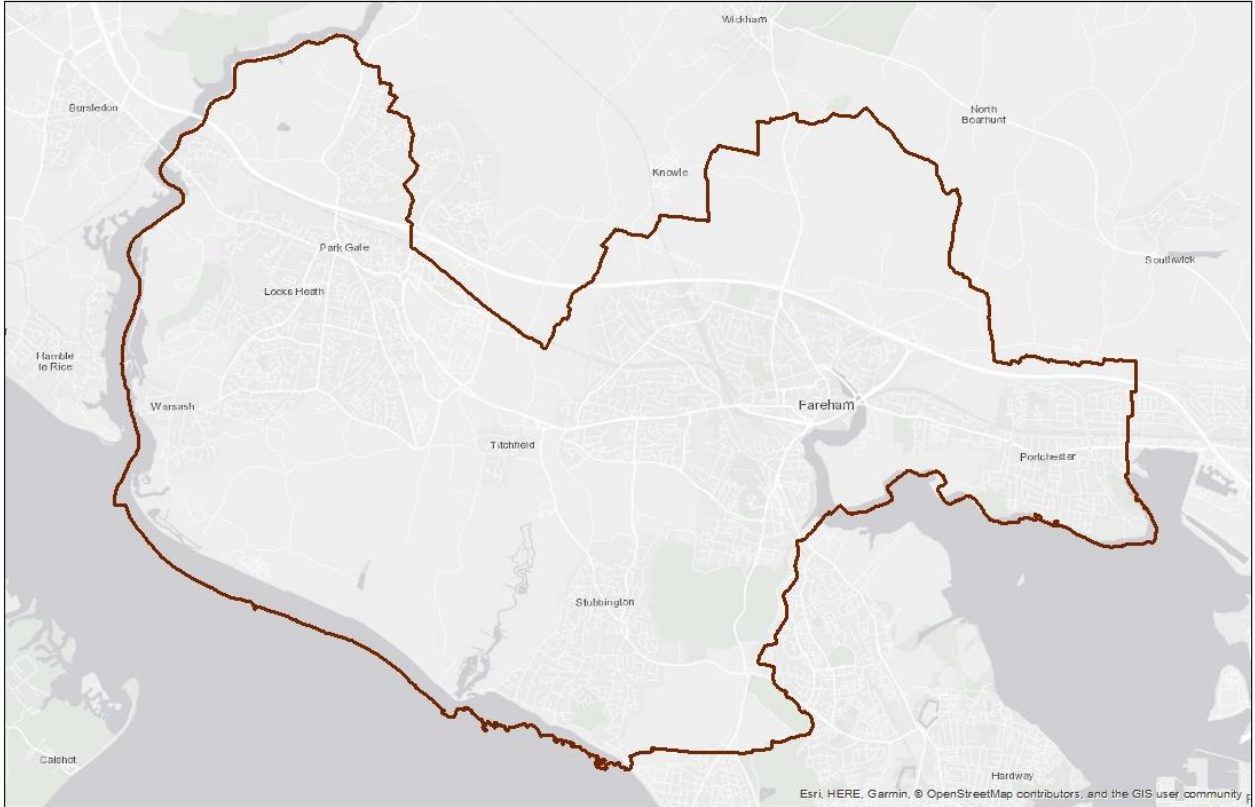 Wickham
Bursledon
North
Boarhunt
Knowle
Park Gate
Southwick
Locks Heath
Hamble
le Rice
Warsash
Fareham
Titchfield
Portchester
Stubbington
Calshot
Hardway
Esri, HERE, Garmin, © OpenStreetMap contributors, and the GIS user community